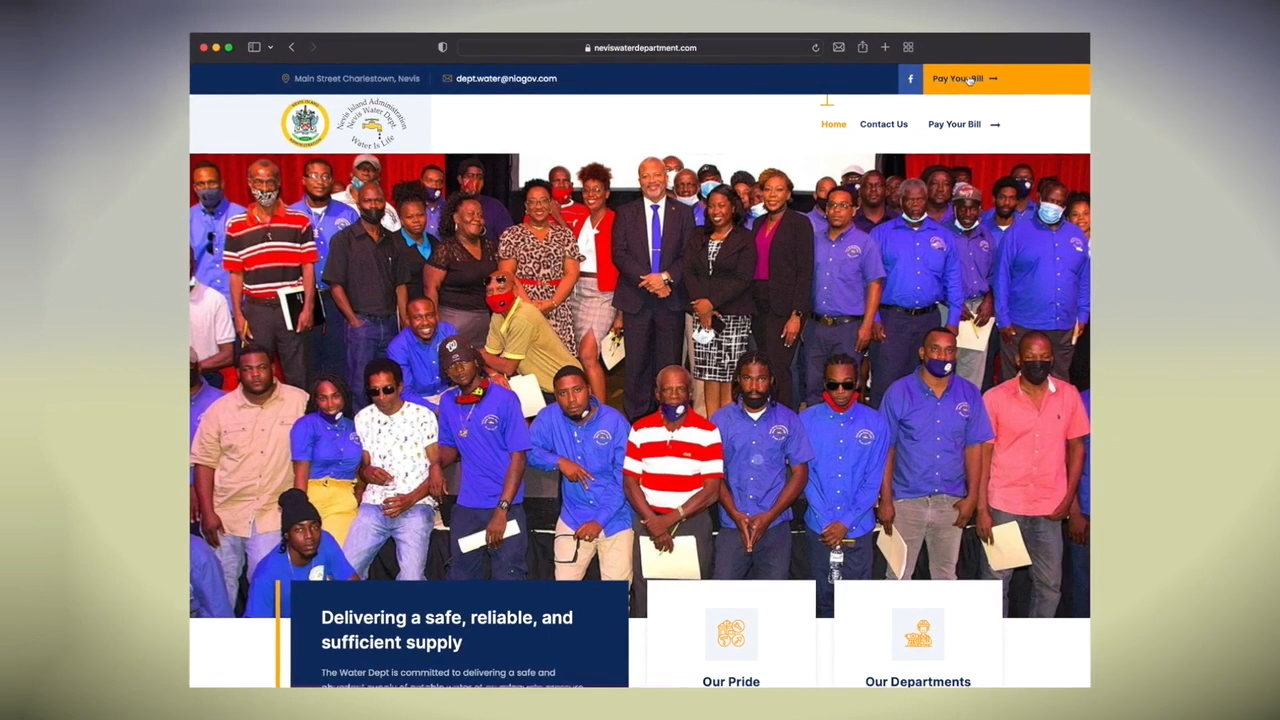 neviswaterdepartment.com
Main Street Charlestown, Nevis
dept.water@niagov.com
f
Pay Your Bill
Nevis Island Administration
Nevis Water Dept.
Water Is Life
Home
Contact Us
Pay Your Bill
Delivering a safe, reliable, and
sufficient supply
The Water Dept is committed to delivering a safe and
Our Pride
Our Departments